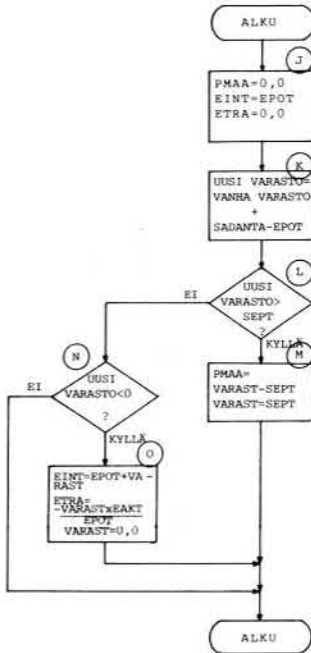 ALKU
J
PMAA=0,0
EINT=EPOT
ETRA=0,0
K
UUSI VARASTO=
VANHA VARASTO
+
SADANTA-EPOT
L
UUSI
VARASTO>
SEPT
?
EI
KYLLÄ
M
PMAA=
VARAST-SEPT
VARAST=SEPT
N
UUSI
VARASTO<0
?
EI
KYLLÄ
O
EINT=EPOT+VA-
RAST
ETRA=
-VARASTxEAKT
EPOT
VARAST=0,0
ALKU